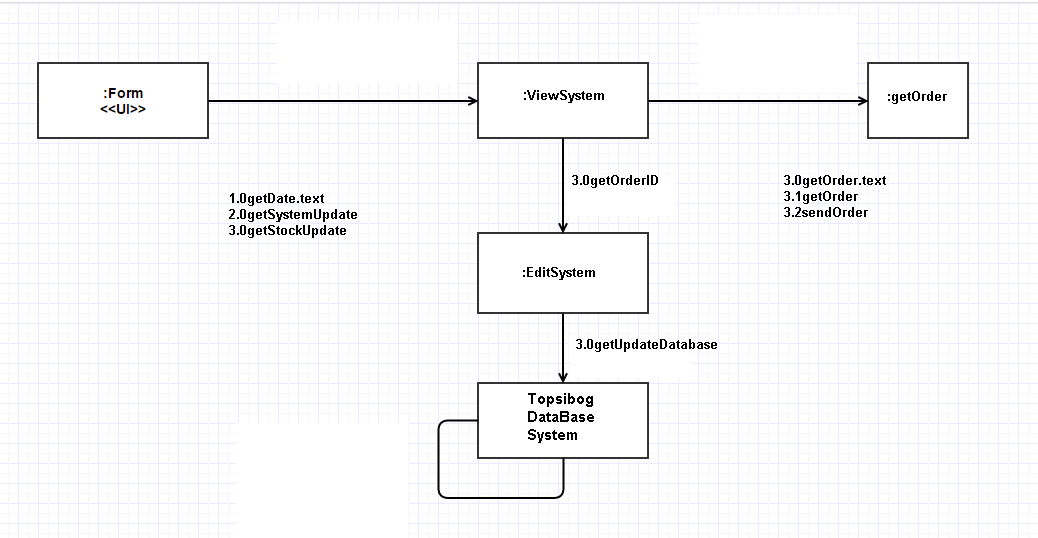 :Form
<<UI>>
:ViewSystem
:getOrder
1.0getDate.text
2.0getSystemUpdate
3.0getStockUpdate
3.0getOrderID
3.0getOrder.text
3.1getOrder
3.2sendOrder
:EditSystem
3.0getUpdateDatabase
Topsibog
DataBase
System